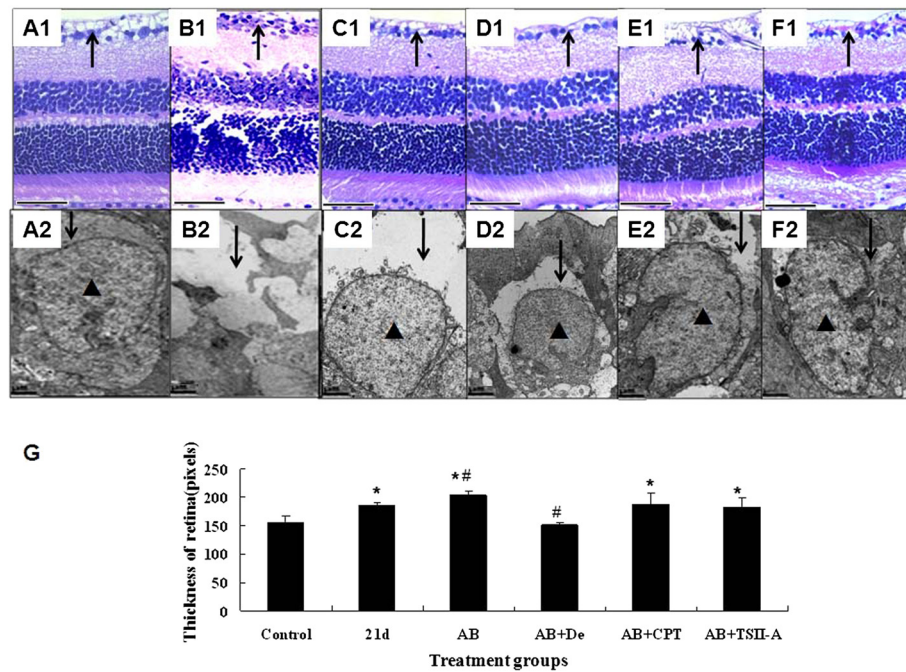 A1 B1 C1 D1 E1 F1
A2 B2 C2 D2 E2 F2
G
Thickness of retina(pixels)
250
200
150
100
50
0
*
* #
#
*
*
Control 21d AB AB+De AB+CPT AB+TSII-A
Treatment groups